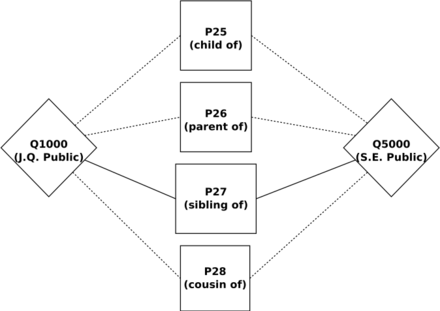 P25
(child of)
P26
(parent of)
Q1000
(J.Q. Public)
Q5000
(S.E. Public)
P27
(sibling of)
P28
(cousin of)